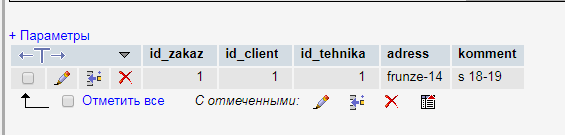 + Параметры
id_zakaz id_client id_tehnika adress komment
1 1 1 frunze-14 s 18-19
Отметить все С отмеченными: